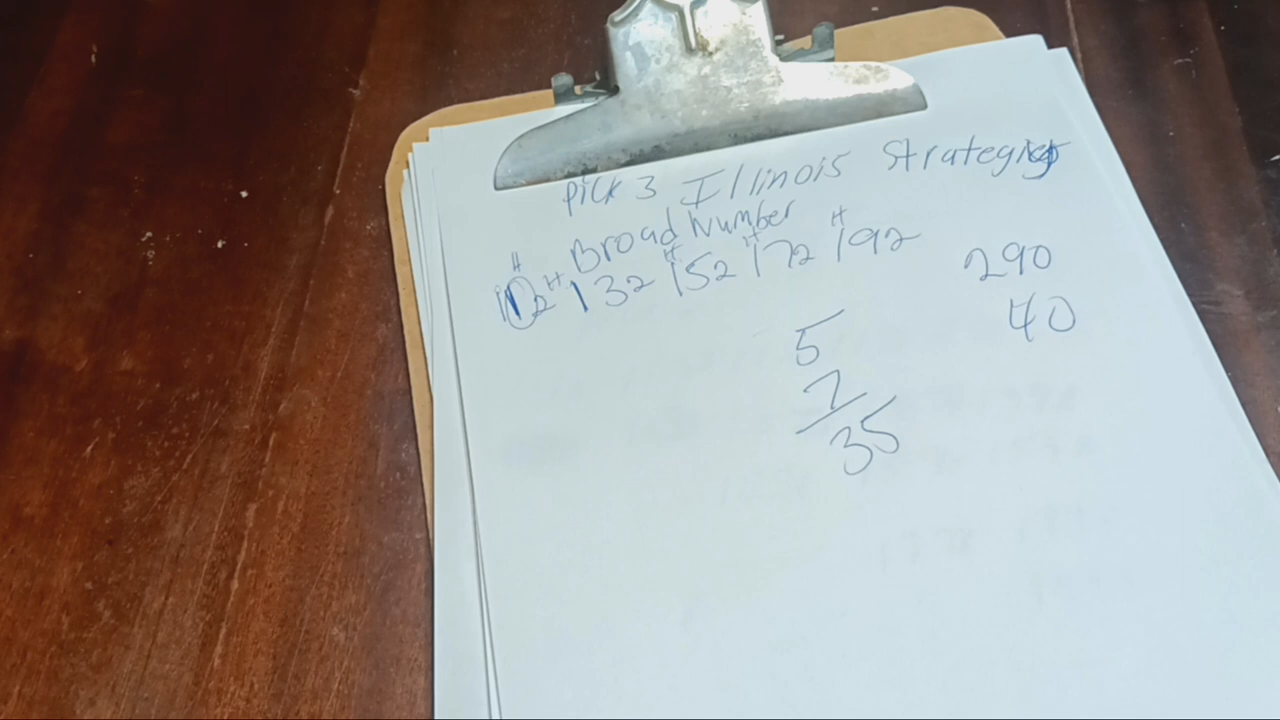 Pick 3 Illinois Strategies
Broad Number
H H H H H
112 132 152 172 192
290
40
5
7
35